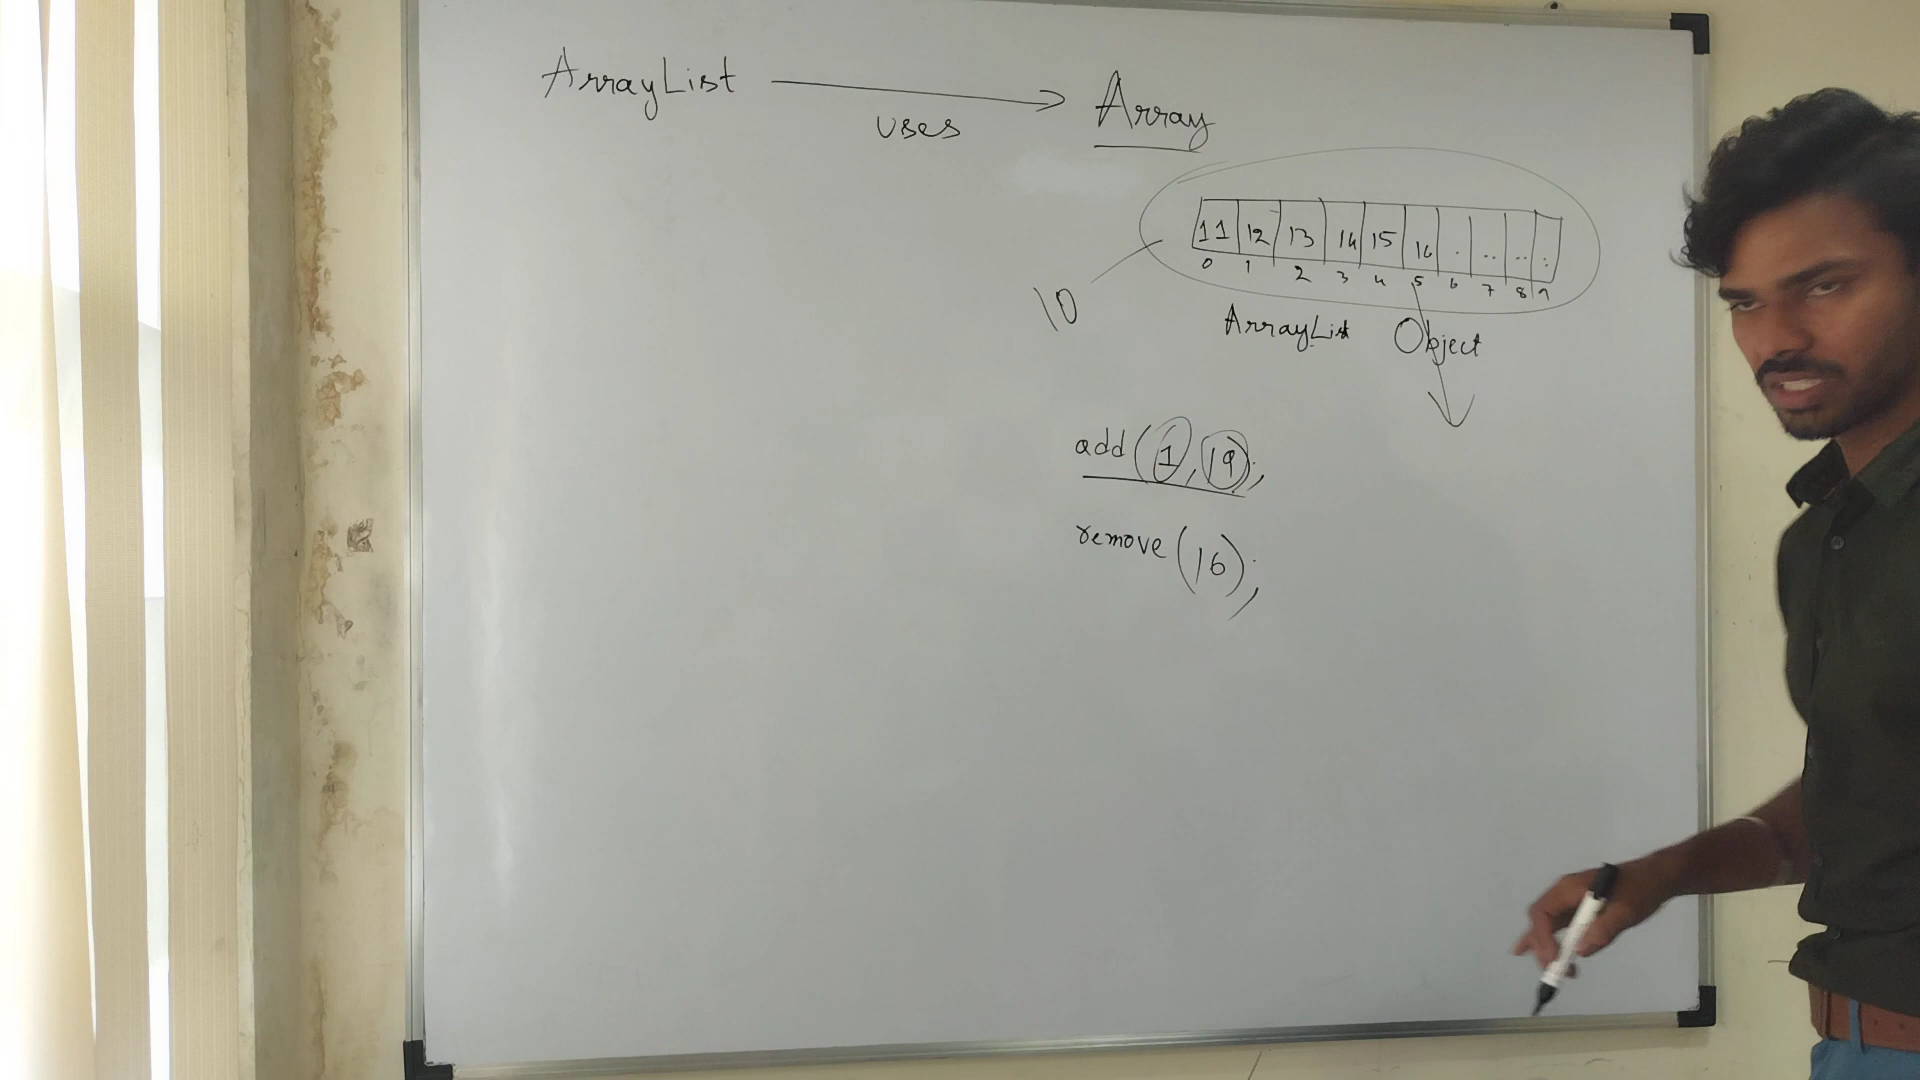 ArrayList Array
uses
11 12 13 14 15 16 . .. .. :
0 1 2 3 4 5 6 7 8 9
10
ArrayList Object
add(1,19);
remove(16);